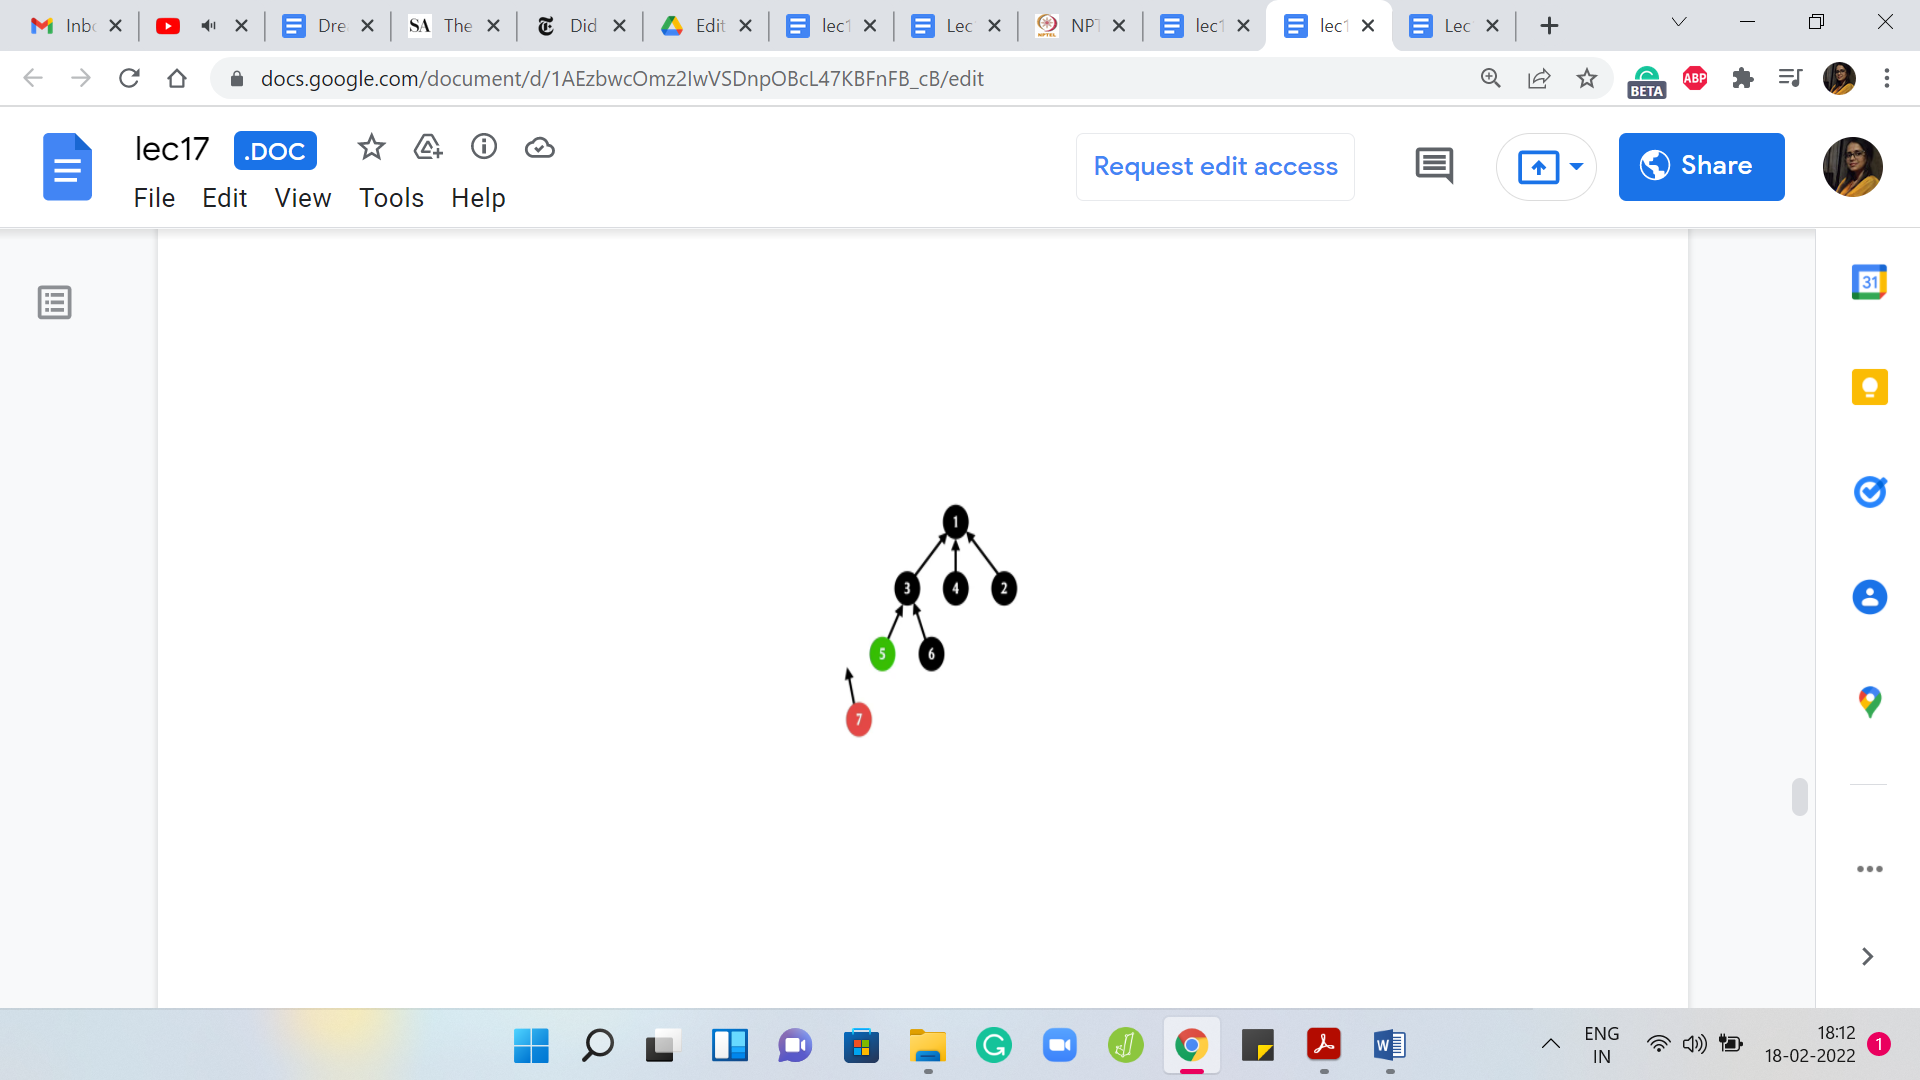 Inbo
Dre
SA The
Did
Edit
lec1
Lec
NPT
lec1
lec1
Lec
docs.google.com/document/d/1AEzbwcOmz2IwVSDnpOBcL47KBFnFB_cB/edit
BETA
ABP
lec17 .DOC
Request edit access
Share
File Edit View Tools Help
31
1
3 4 2
5 6
7
ENG
IN
18:12
18-02-2022
1